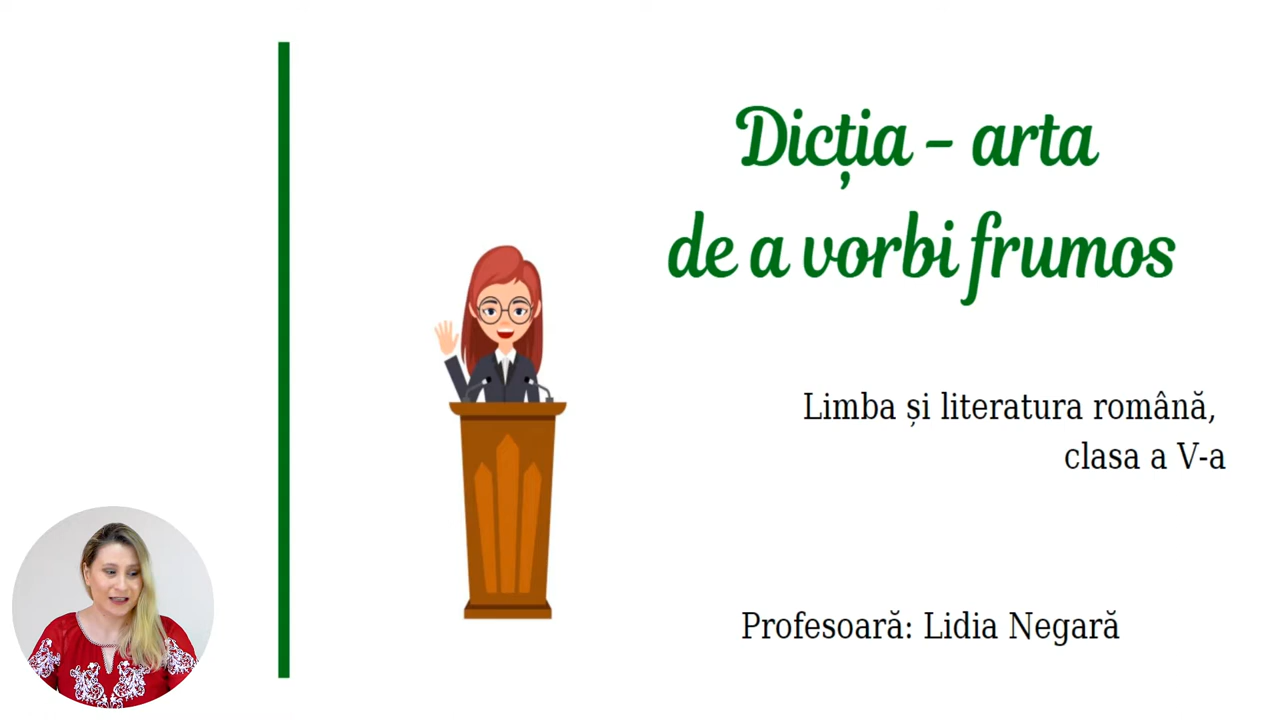 Dicția – arta
de a vorbi frumos
Limba și literatura română,
clasa a V-a
Profesoară: Lidia Negară